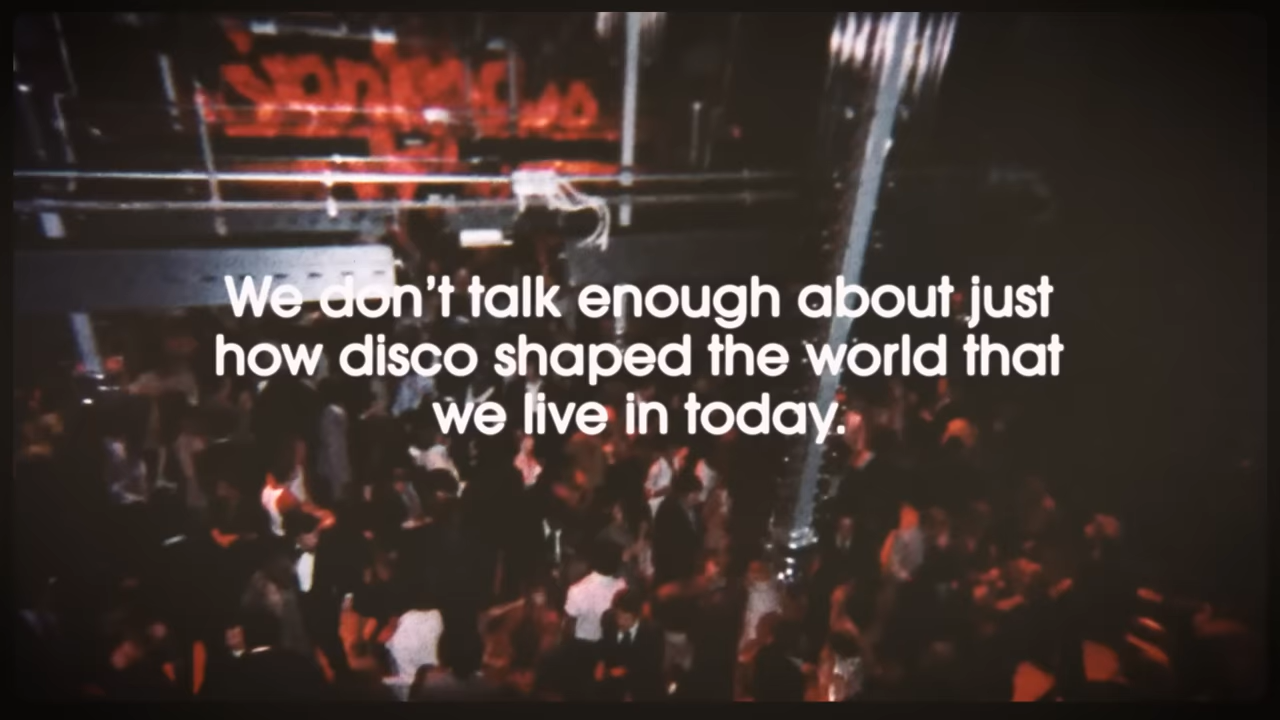 We don’t talk enough about just
how disco shaped the world that
we live in today.